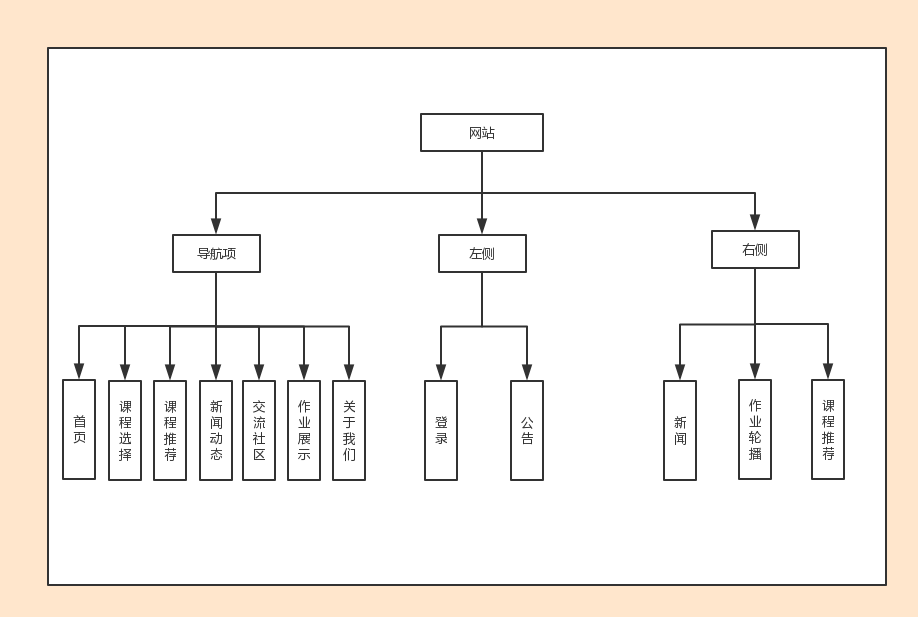 网站
导航项
左侧
右侧
首页
课程选择
课程推荐
新闻动态
交流社区
作业展示
关于我们
登录
公告
新闻
作业轮播
课程推荐